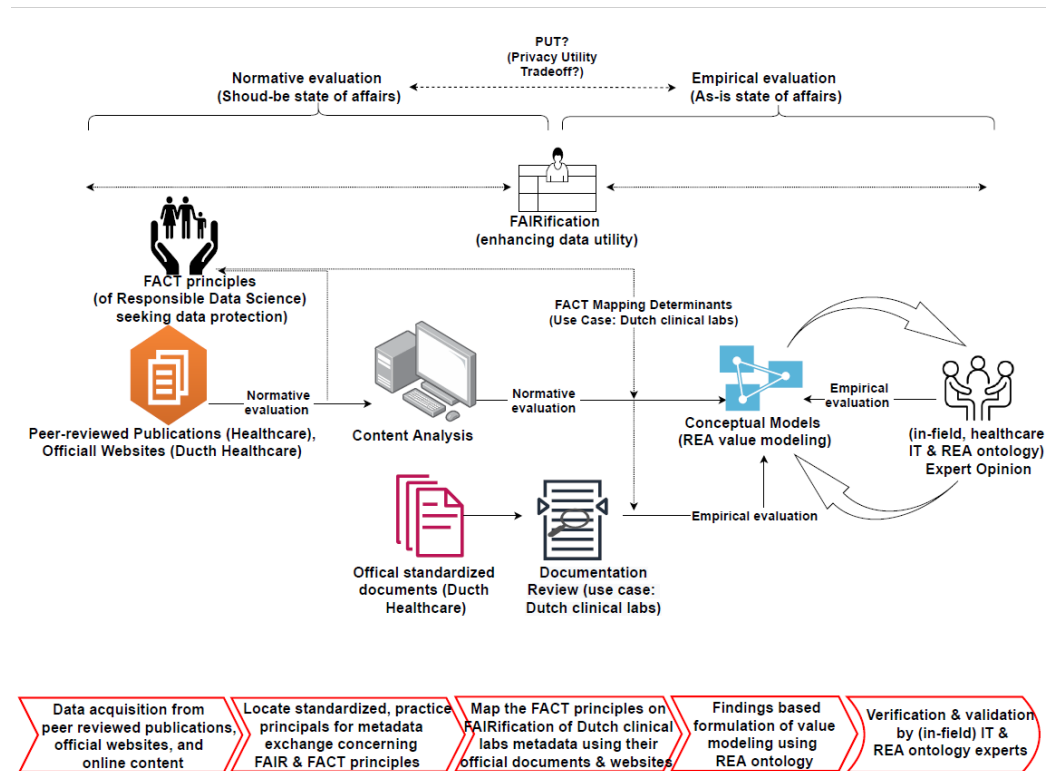 PUT?
(Privacy Utility
Tradeoff?)
Normative evaluation
(Shoud-be state of affairs)
Empirical evaluation
(As-is state of affairs)
FAIRification
(enhancing data utility)
FACT principles
(of Responsible Data Science)
seeking data protection)
FACT Mapping Determinants
(Use Case: Dutch clinical labs)
Normative
evaluation
Peer-reviewed Publications (Healthcare),
Officiall Websites (Ducth Healthcare)
Content Analysis
Normative
evaluation
Conceptual Models
(REA value modeling)
Empirical
evaluation
(in-field, healthcare
IT & REA ontology)
Expert Opinion
Empirical evaluation
Offical standardized
documents (Ducth
Healthcare)
Documentation
Review (use case:
Dutch clinical labs)
Data acquisition from
peer reviewed publications,
official websites, and
online content
Locate standardized, practice
principals for metadata
exchange concerning
FAIR & FACT principles
Map the FACT principles on
FAIRification of Dutch clinical
labs metadata using their
official documents & websites
Findings based
formulation of value
modeling using
REA ontology
Verification & validation
by (in-field) IT &
REA ontology experts